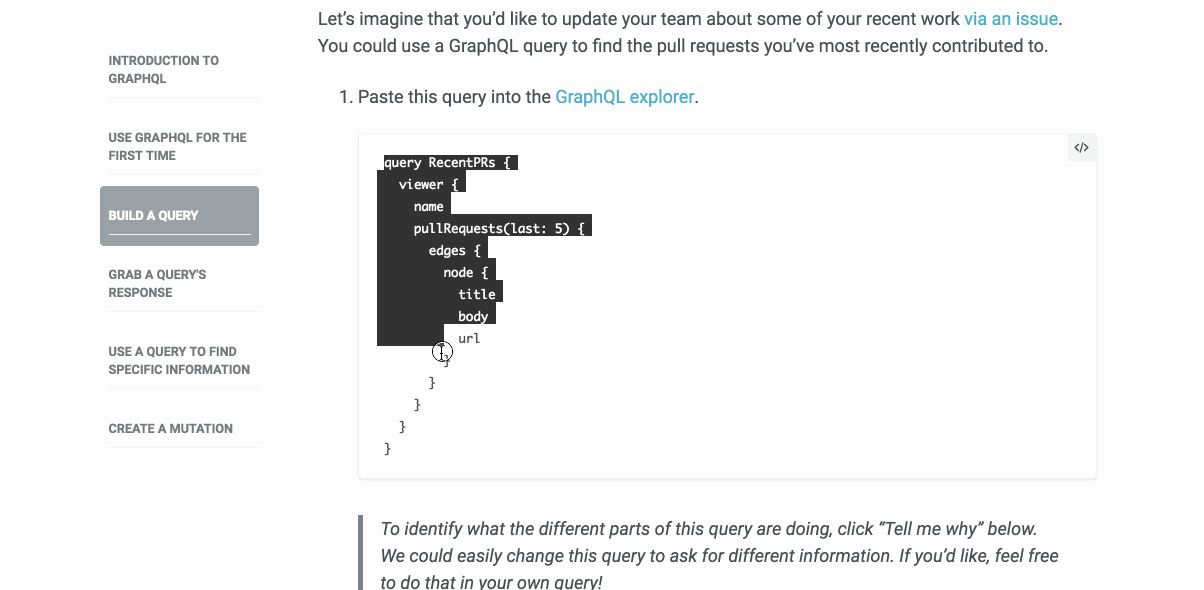 Let’s imagine that you’d like to update your team about some of your recent work via an issue.
You could use a GraphQL query to find the pull requests you’ve most recently contributed to.
INTRODUCTION TO
GRAPHQL
USE GRAPHQL FOR THE
FIRST TIME
BUILD A QUERY
GRAB A QUERY'S
RESPONSE
USE A QUERY TO FIND
SPECIFIC INFORMATION
CREATE A MUTATION
1. Paste this query into the GraphQL explorer.
</>
query RecentPRs {
  viewer {
    name
    pullRequests(last: 5) {
      edges {
        node {
          title
          body
          url
        }
      }
    }
  }
}
To identify what the different parts of this query are doing, click “Tell me why” below.
We could easily change this query to ask for different information. If you’d like, feel free
to do that in your own query!